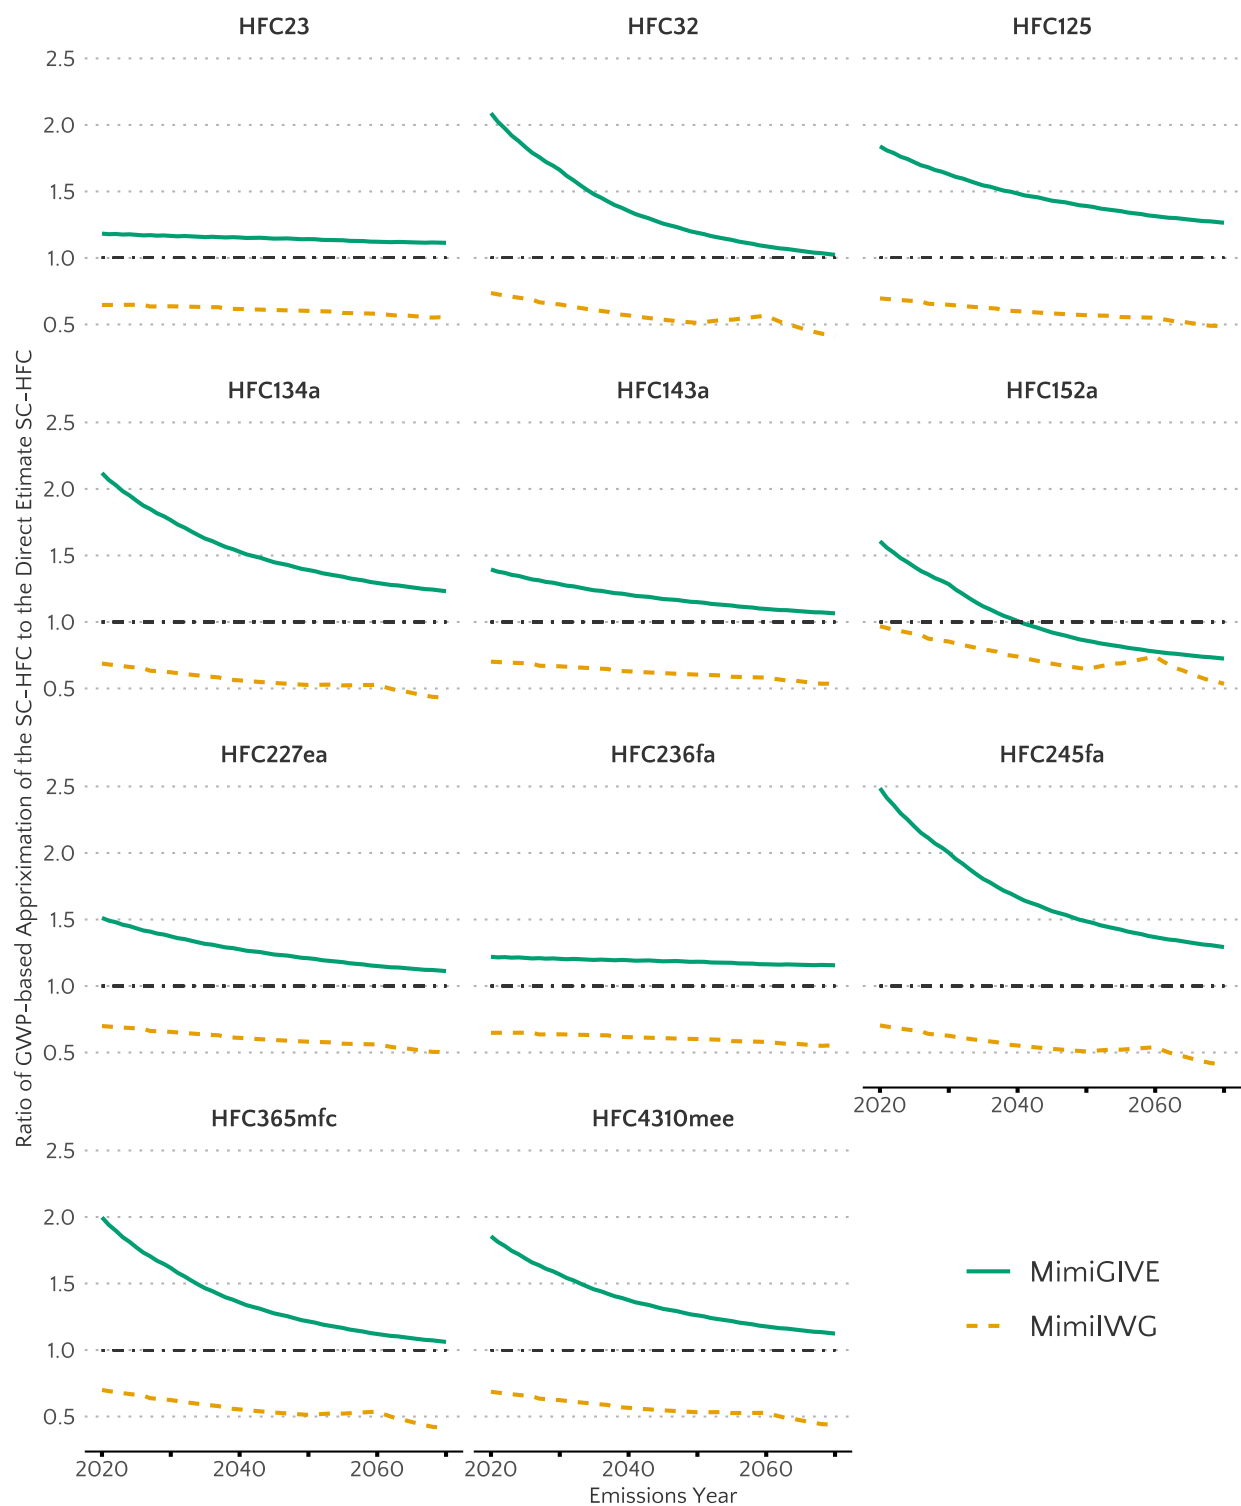 HFC23 HFC32 HFC125
2.5
2.0
1.5
1.0
0.5
HFC134a HFC143a HFC152a
2.5
2.0
1.5
1.0
0.5
HFC227ea HFC236fa HFC245fa
2.5
2.0
1.5
1.0
0.5
2020 2040 2060
HFC365mfc HFC4310mee
2.5
2.0
1.5
1.0
0.5
2020 2040 2060 2020 2040 2060
Emissions Year
Ratio of GWP-based Appriximation of the SC-HFC to the Direct Etimate SC-HFC
MimiGIVE
MimiIWG